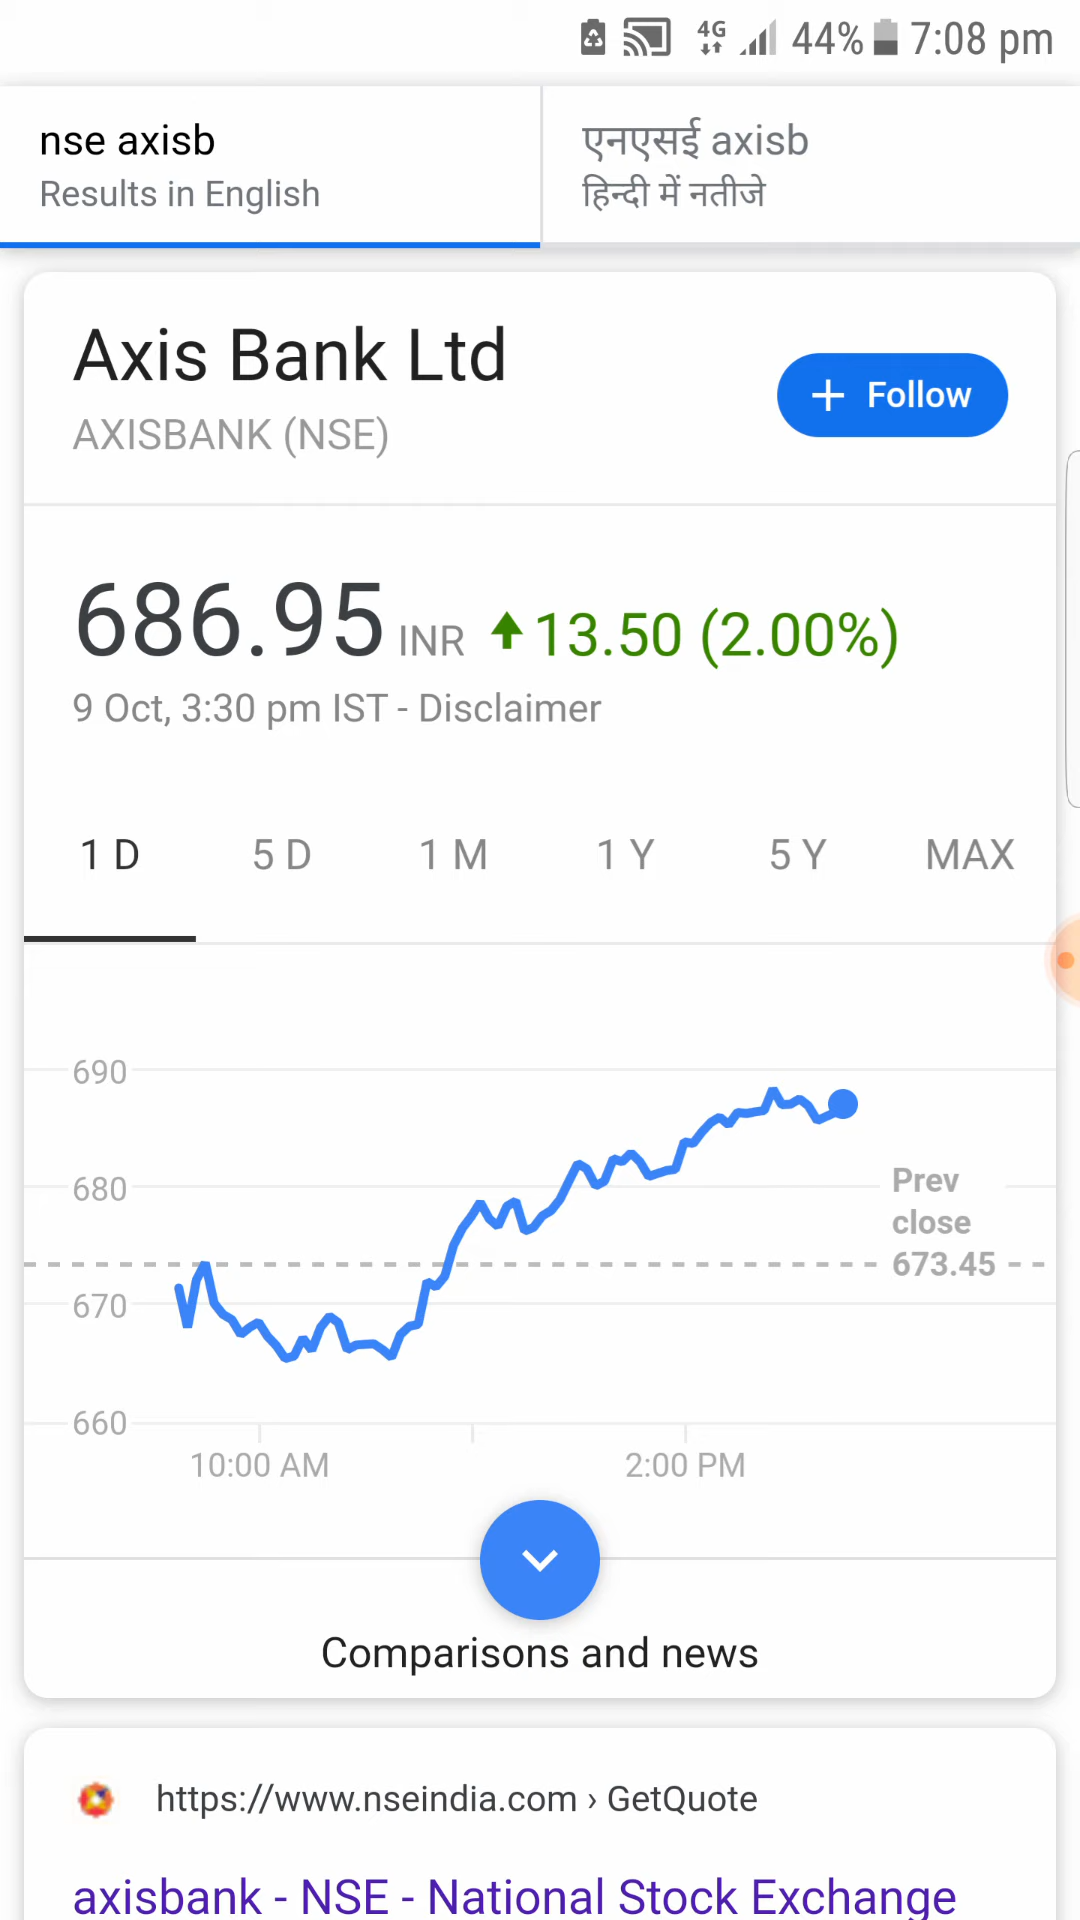 4G 44% 7:08 pm
nse axisb
Results in English
एनएसई axisb
हिन्दी में नतीजे
Axis Bank Ltd
AXISBANK (NSE)
+ Follow
686.95 INR ↑13.50 (2.00%)
9 Oct, 3:30 pm IST - Disclaimer
1 D 5 D 1 M 1 Y 5 Y MAX
690
680
670
660
Prev
close
673.45
10:00 AM 2:00 PM
Comparisons and news
https://www.nseindia.com › GetQuote
axisbank - NSE - National Stock Exchange